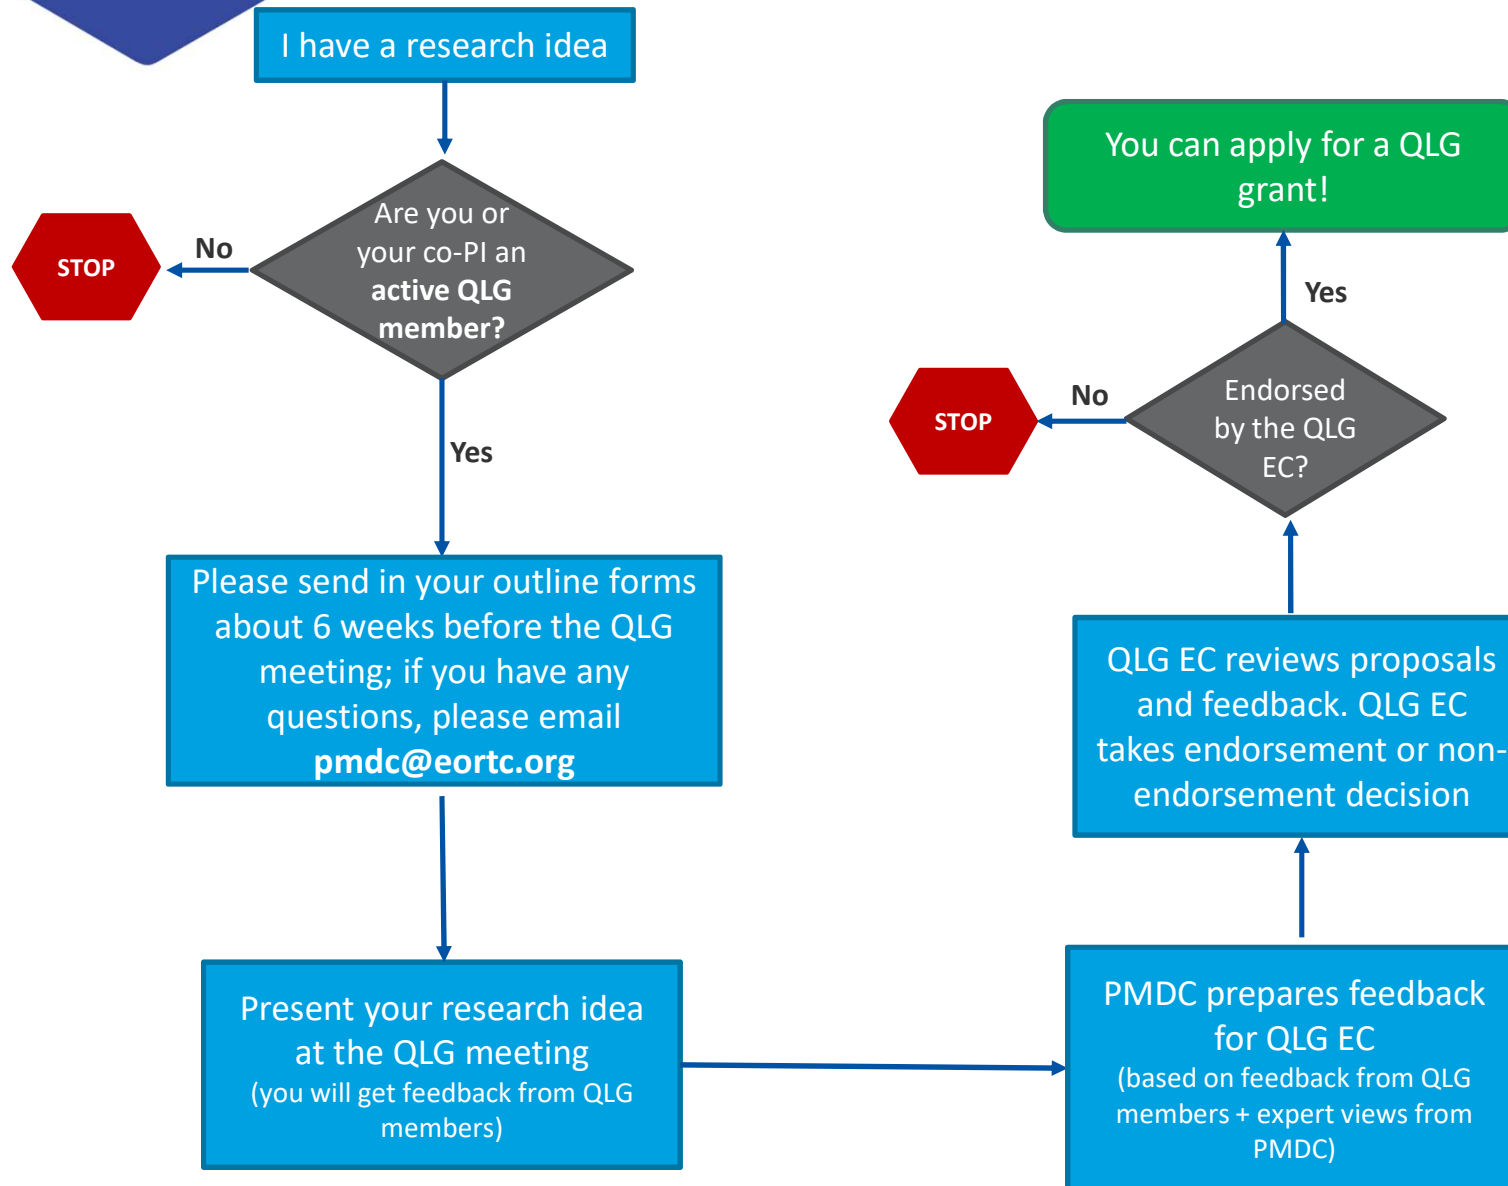 I have a research idea
Are you or
your co-PI an
active QLG
member?
No
STOP
Yes
Please send in your outline forms
about 6 weeks before the QLG
meeting; if you have any
questions, please email
pmdc@eortc.org
Present your research idea
at the QLG meeting
(you will get feedback from QLG
members)
PMDC prepares feedback
for QLG EC
(based on feedback from QLG
members + expert views from
PMDC)
QLG EC reviews proposals
and feedback. QLG EC
takes endorsement or non-
endorsement decision
Endorsed
by the QLG
EC?
No
STOP
Yes
You can apply for a QLG
grant!